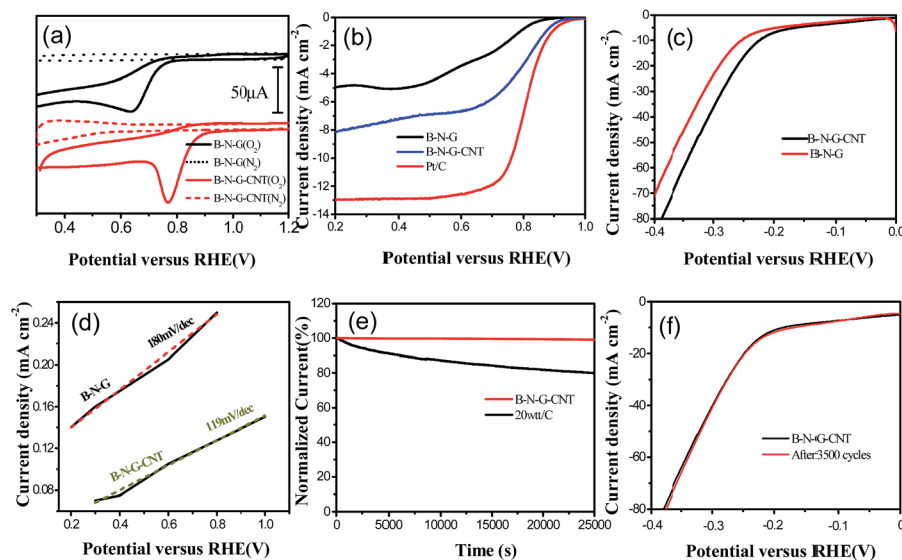 (a)
50µA
B-N-G(O2)
B-N-G(N2)
B-N-G-CNT(O2)
B-N-G-CNT(N2)
0.4 0.6 0.8 1.0 1.2
Potential versus RHE(V)
(b)
Current density (mA cm-2)
0
-2
-4
-6
-8
-10
-12
-14
B-N-G
B-N-G-CNT
Pt/C
0.2 0.4 0.6 0.8 1.0
Potential versus RHE(V)
(c)
Current density (mA cm-2)
0
-10
-20
-30
-40
-50
-60
-70
-80
B-N-G-CNT
B-N-G
-0.4 -0.3 -0.2 -0.1 0
Potential versus RHE(V)
(d)
Current density (mA cm-2)
0.24
0.20
0.16
0.12
0.08
B-N-G
180mV/dec
B-N-G-CNT
119mV/dec
0.2 0.4 0.6 0.8 1.0
Potential versus RHE(V)
(e)
Normalized Current(%)
120
100
80
60
40
20
0
B-N-G-CNT
20wtt/C
0 5000 10000 15000 20000 25000
Time (s)
(f)
Current density (mA cm-2)
0
-20
-40
-60
-80
B-N-G-CNT
After 3500 cycles
-0.4 -0.3 -0.2 -0.1 0
Potential versus RHE(V)